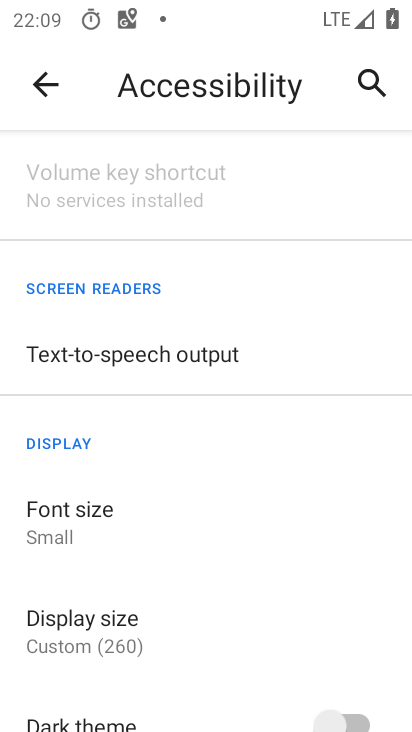 22:09
LTE
Accessibility
Volume key shortcut
No services installed
SCREEN READERS
Text-to-speech output
DISPLAY
Font size
Small
Display size
Custom (260)
Dark theme